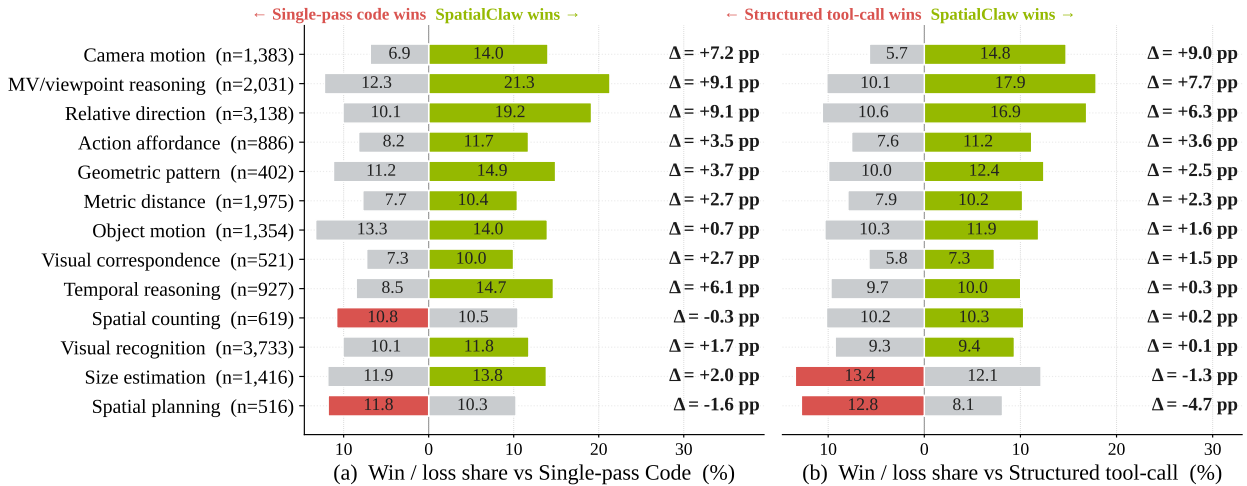 ← Single-pass code wins SpatialClaw wins → ← Structured tool-call wins SpatialClaw wins →
Camera motion (n=1,383) 6.9 14.0 Δ = +7.2 pp 5.7 14.8 Δ = +9.0 pp
MV/viewpoint reasoning (n=2,031) 12.3 21.3 Δ = +9.1 pp 10.1 17.9 Δ = +7.7 pp
Relative direction (n=3,138) 10.1 19.2 Δ = +9.1 pp 10.6 16.9 Δ = +6.3 pp
Action affordance (n=886) 8.2 11.7 Δ = +3.5 pp 7.6 11.2 Δ = +3.6 pp
Geometric pattern (n=402) 11.2 14.9 Δ = +3.7 pp 10.0 12.4 Δ = +2.5 pp
Metric distance (n=1,975) 7.7 10.4 Δ = +2.7 pp 7.9 10.2 Δ = +2.3 pp
Object motion (n=1,354) 13.3 14.0 Δ = +0.7 pp 10.3 11.9 Δ = +1.6 pp
Visual correspondence (n=521) 7.3 10.0 Δ = +2.7 pp 5.8 7.3 Δ = +1.5 pp
Temporal reasoning (n=927) 8.5 14.7 Δ = +6.1 pp 9.7 10.0 Δ = +0.3 pp
Spatial counting (n=619) 10.8 10.5 Δ = -0.3 pp 10.2 10.3 Δ = +0.2 pp
Visual recognition (n=3,733) 10.1 11.8 Δ = +1.7 pp 9.3 9.4 Δ = +0.1 pp
Size estimation (n=1,416) 11.9 13.8 Δ = +2.0 pp 13.4 12.1 Δ = -1.3 pp
Spatial planning (n=516) 11.8 10.3 Δ = -1.6 pp 12.8 8.1 Δ = -4.7 pp
10 0 10 20 30 10 0 10 20 30
(a) Win / loss share vs Single-pass Code (%) (b) Win / loss share vs Structured tool-call (%)